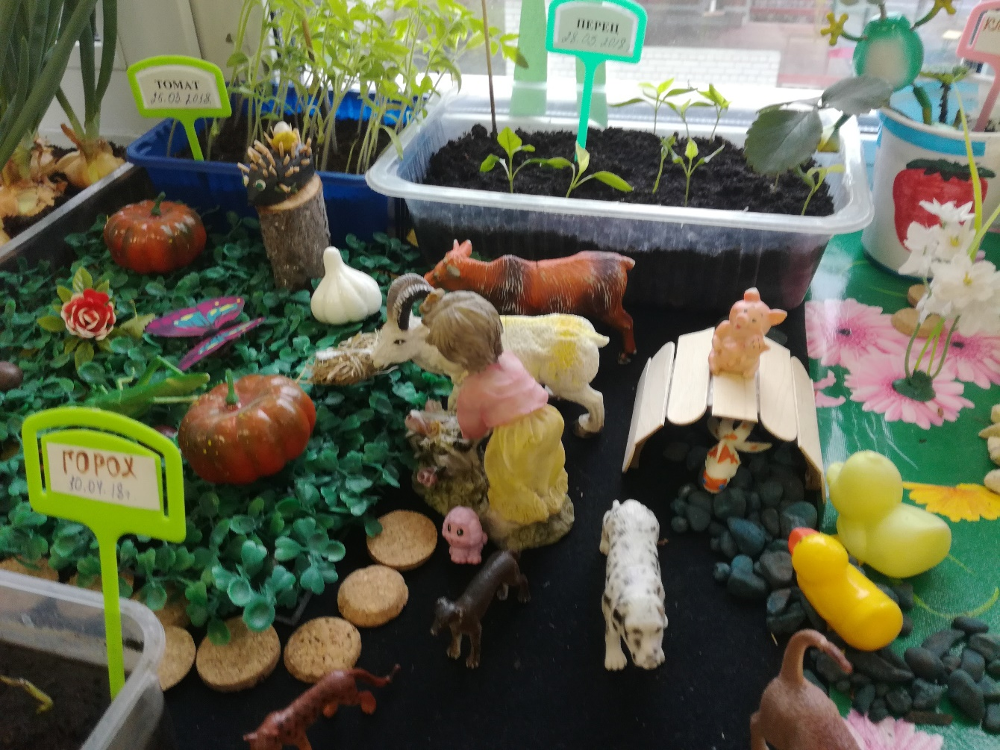 ТОМАТ
25.03.2018.
ПЕРЕЦ
28.03.2018
ГОРОХ
10.04.18г